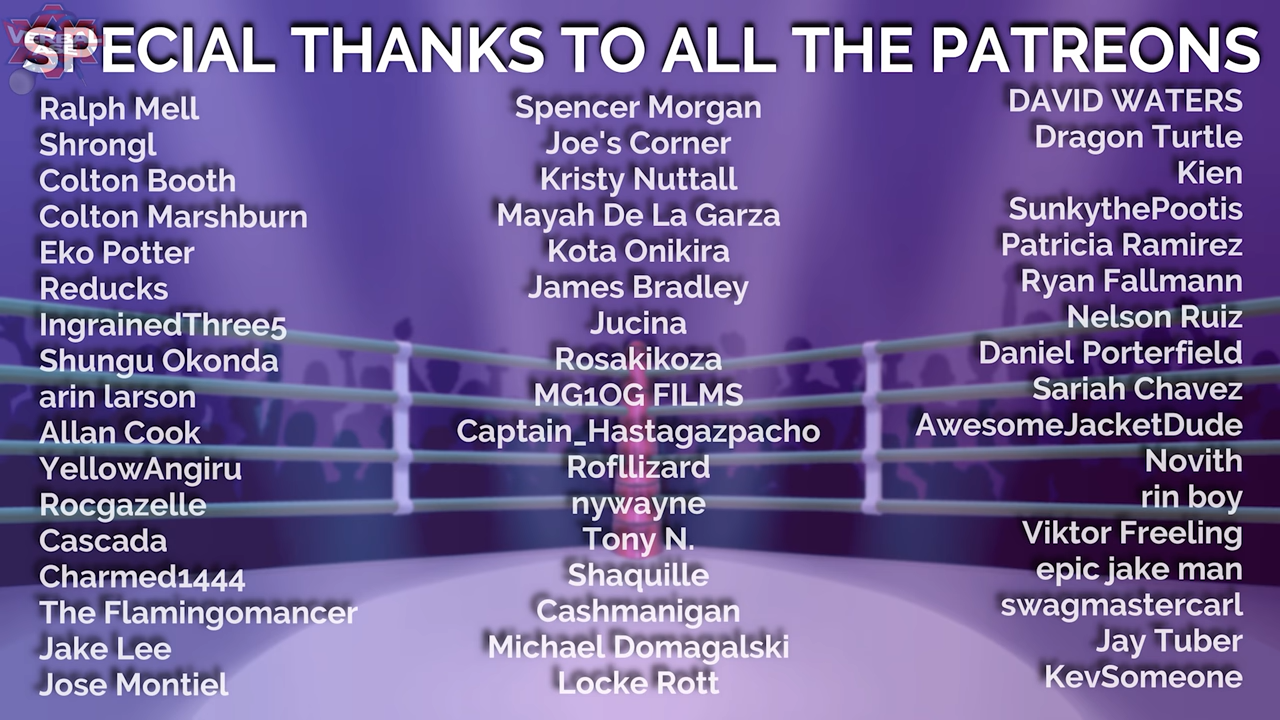 VERBAL
SPECIAL THANKS TO ALL THE PATREONS
Ralph Mell
Shrongl
Colton Booth
Colton Marshburn
Eko Potter
Reducks
IngrainedThree5
Shungu Okonda
arin larson
Allan Cook
YellowAngiru
Rocgazelle
Cascada
Charmed1444
The Flamingomancer
Jake Lee
Jose Montiel
Spencer Morgan
Joe's Corner
Kristy Nuttall
Mayah De La Garza
Kota Onikira
James Bradley
Jucina
Rosakikoza
MG1OG FILMS
Captain_Hastagazpacho
Rofllizard
nywayne
Tony N.
Shaquille
Cashmanigan
Michael Domagalski
Locke Rott
DAVID WATERS
Dragon Turtle
Kien
SunkythePootis
Patricia Ramirez
Ryan Fallmann
Nelson Ruiz
Daniel Porterfield
Sariah Chavez
AwesomeJacketDude
Novith
rin boy
Viktor Freeling
epic jake man
swagmastercarl
Jay Tuber
KevSomeone